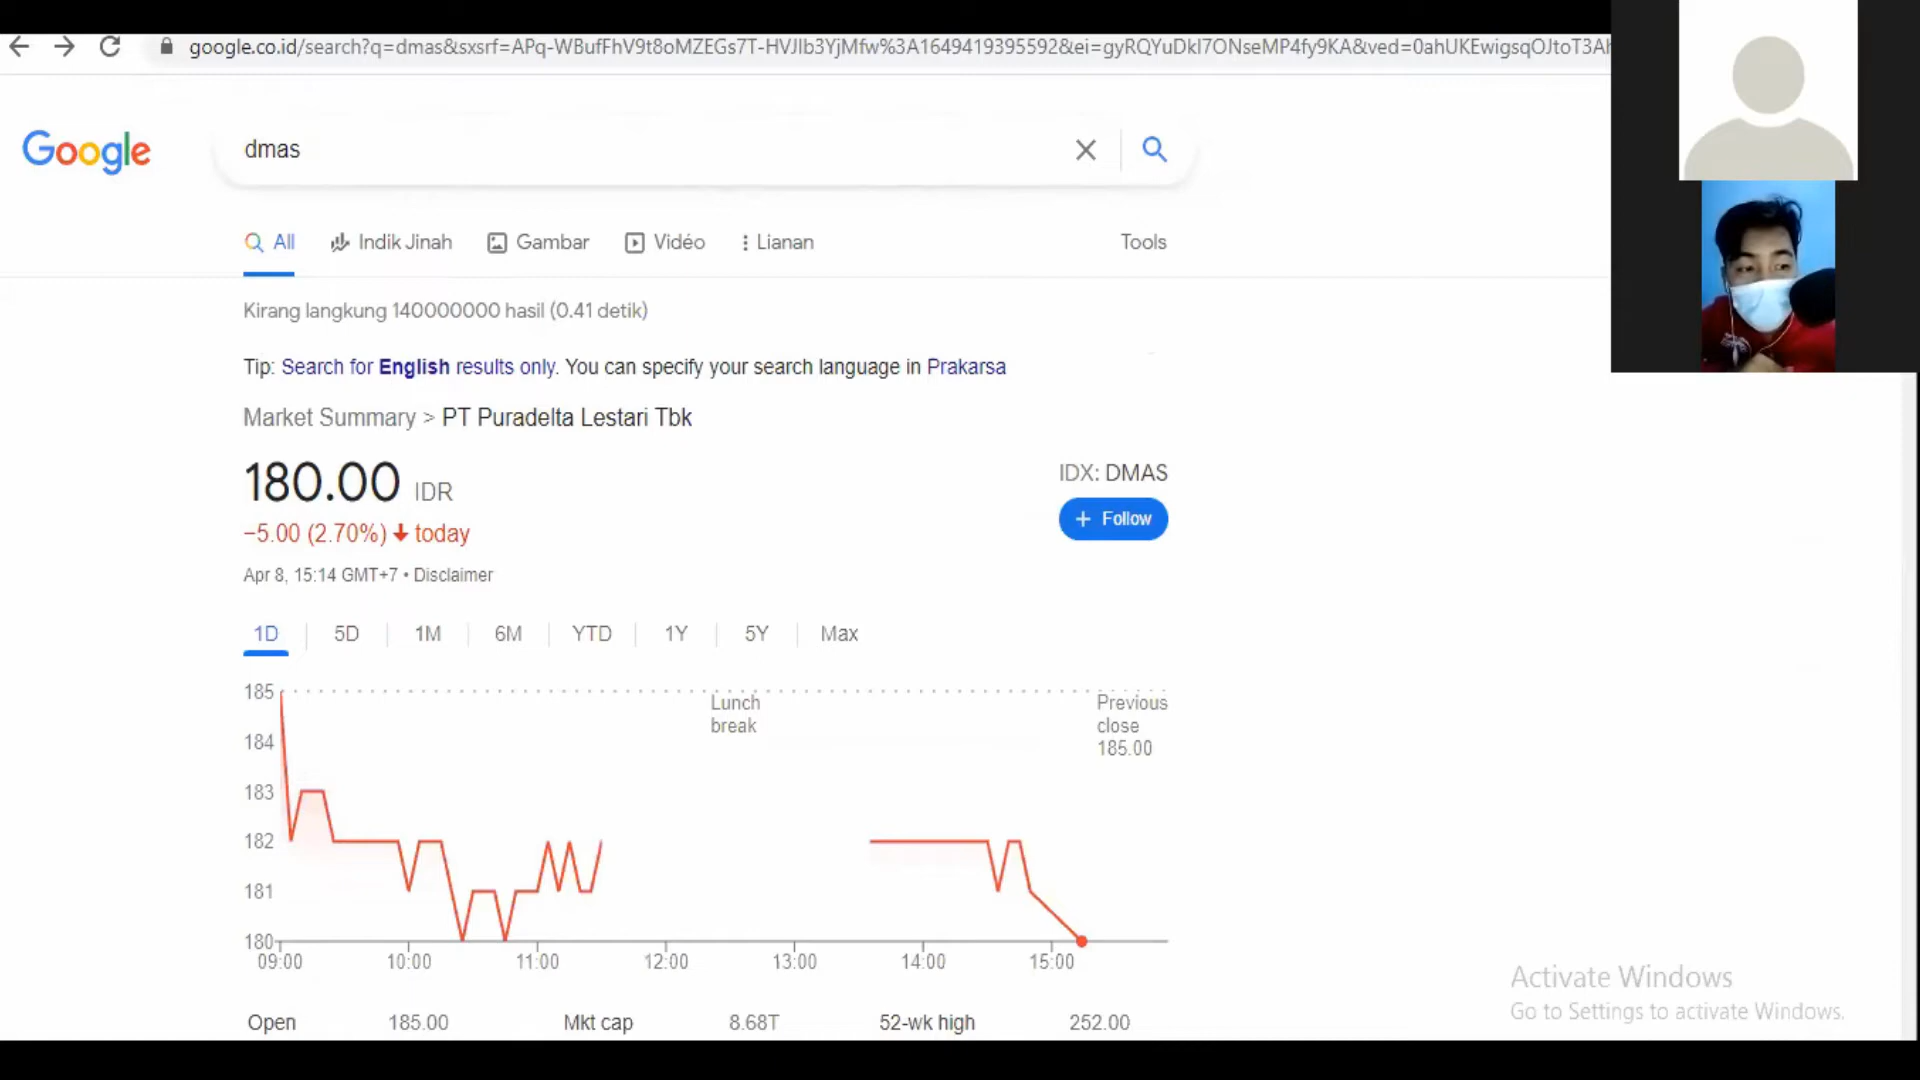 google.co.id/search?q=dmas&sxsrf=APq-WBufFhV9t8oMZEGs7T-HVJIb3YjMfw%3A1649419395592&ei=gyRQYuDkI7ONseMP4fy9KA&ved=0ahUKEwigsqOJtoT3Al
Google
dmas
All
Indik Jinah
Gambar
Vidéo
Lianan
Tools
Kirang langkung 140000000 hasil (0.41 detik)
Tip: Search for English results only. You can specify your search language in Prakarsa
Market Summary > PT Puradelta Lestari Tbk
180.00 IDR
IDX: DMAS
−5.00 (2.70%) today
+ Follow
Apr 8, 15:14 GMT+7 • Disclaimer
1D 5D 1M 6M YTD 1Y 5Y Max
185
184
183
182
181
180
Lunch
break
Previous
close
185.00
09:00 10:00 11:00 12:00 13:00 14:00 15:00
Open 185.00 Mkt cap 8.68T 52-wk high 252.00
Activate Windows
Go to Settings to activate Windows.